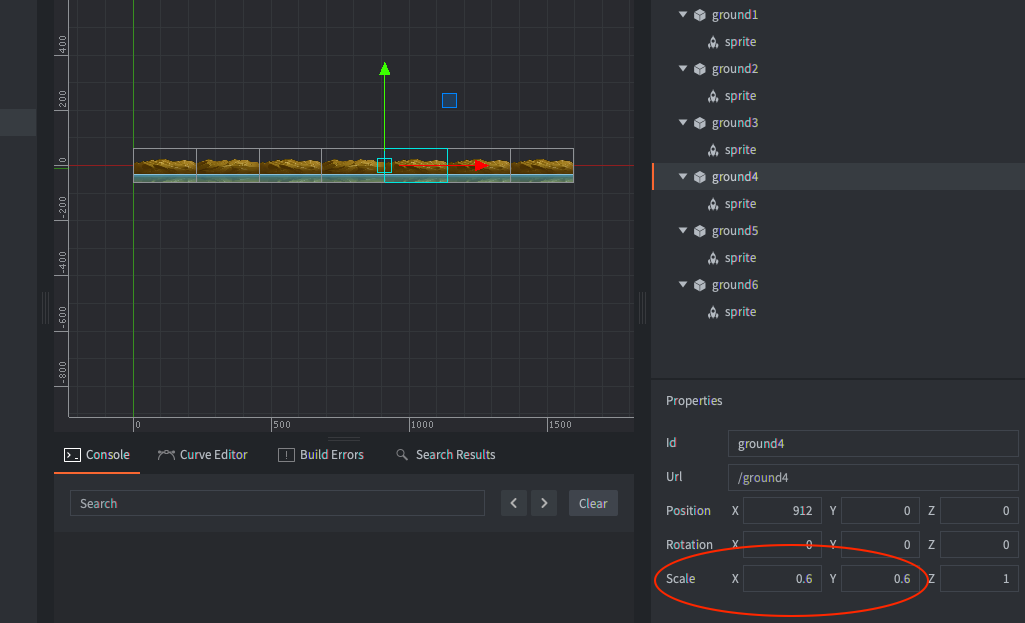 400
200
0
-200
-400
-600
-800
0
500
1000
1500
ground1
sprite
ground2
sprite
ground3
sprite
ground4
sprite
ground5
sprite
ground6
sprite
Console
Curve Editor
Build Errors
Search Results
Search
Clear
Properties
Id ground4
Url /ground4
Position X 912 Y 0 Z 0
Rotation X 0 Y 0 Z 0
Scale X 0.6 Y 0.6 Z 1